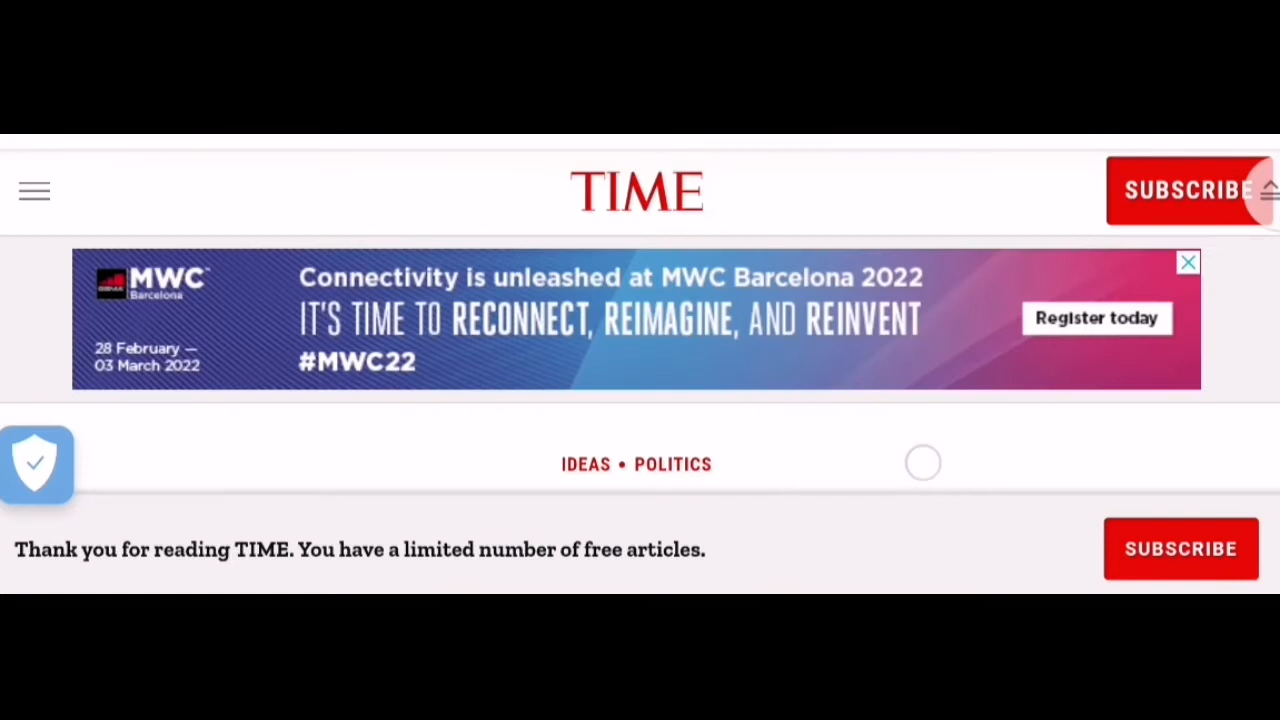 TIME
SUBSCRIBE
MWC
Barcelona
28 February –
03 March 2022
Connectivity is unleashed at MWC Barcelona 2022
IT'S TIME TO RECONNECT, REIMAGINE, AND REINVENT
#MWC22
Register today
IDEAS • POLITICS
Thank you for reading TIME. You have a limited number of free articles.
SUBSCRIBE